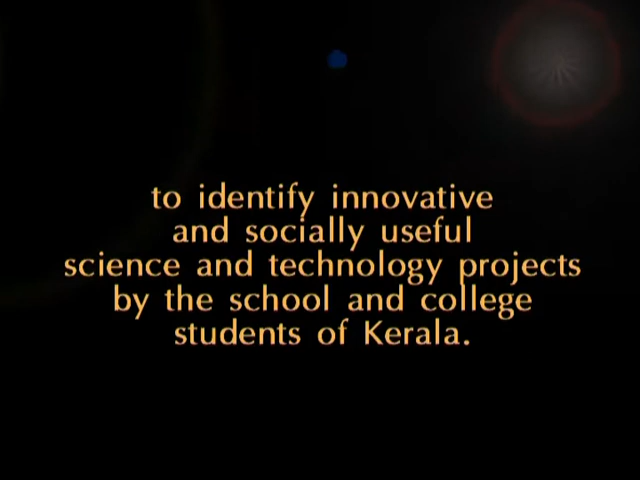 to identify innovative
and socially useful
science and technology projects
by the school and college
students of Kerala.